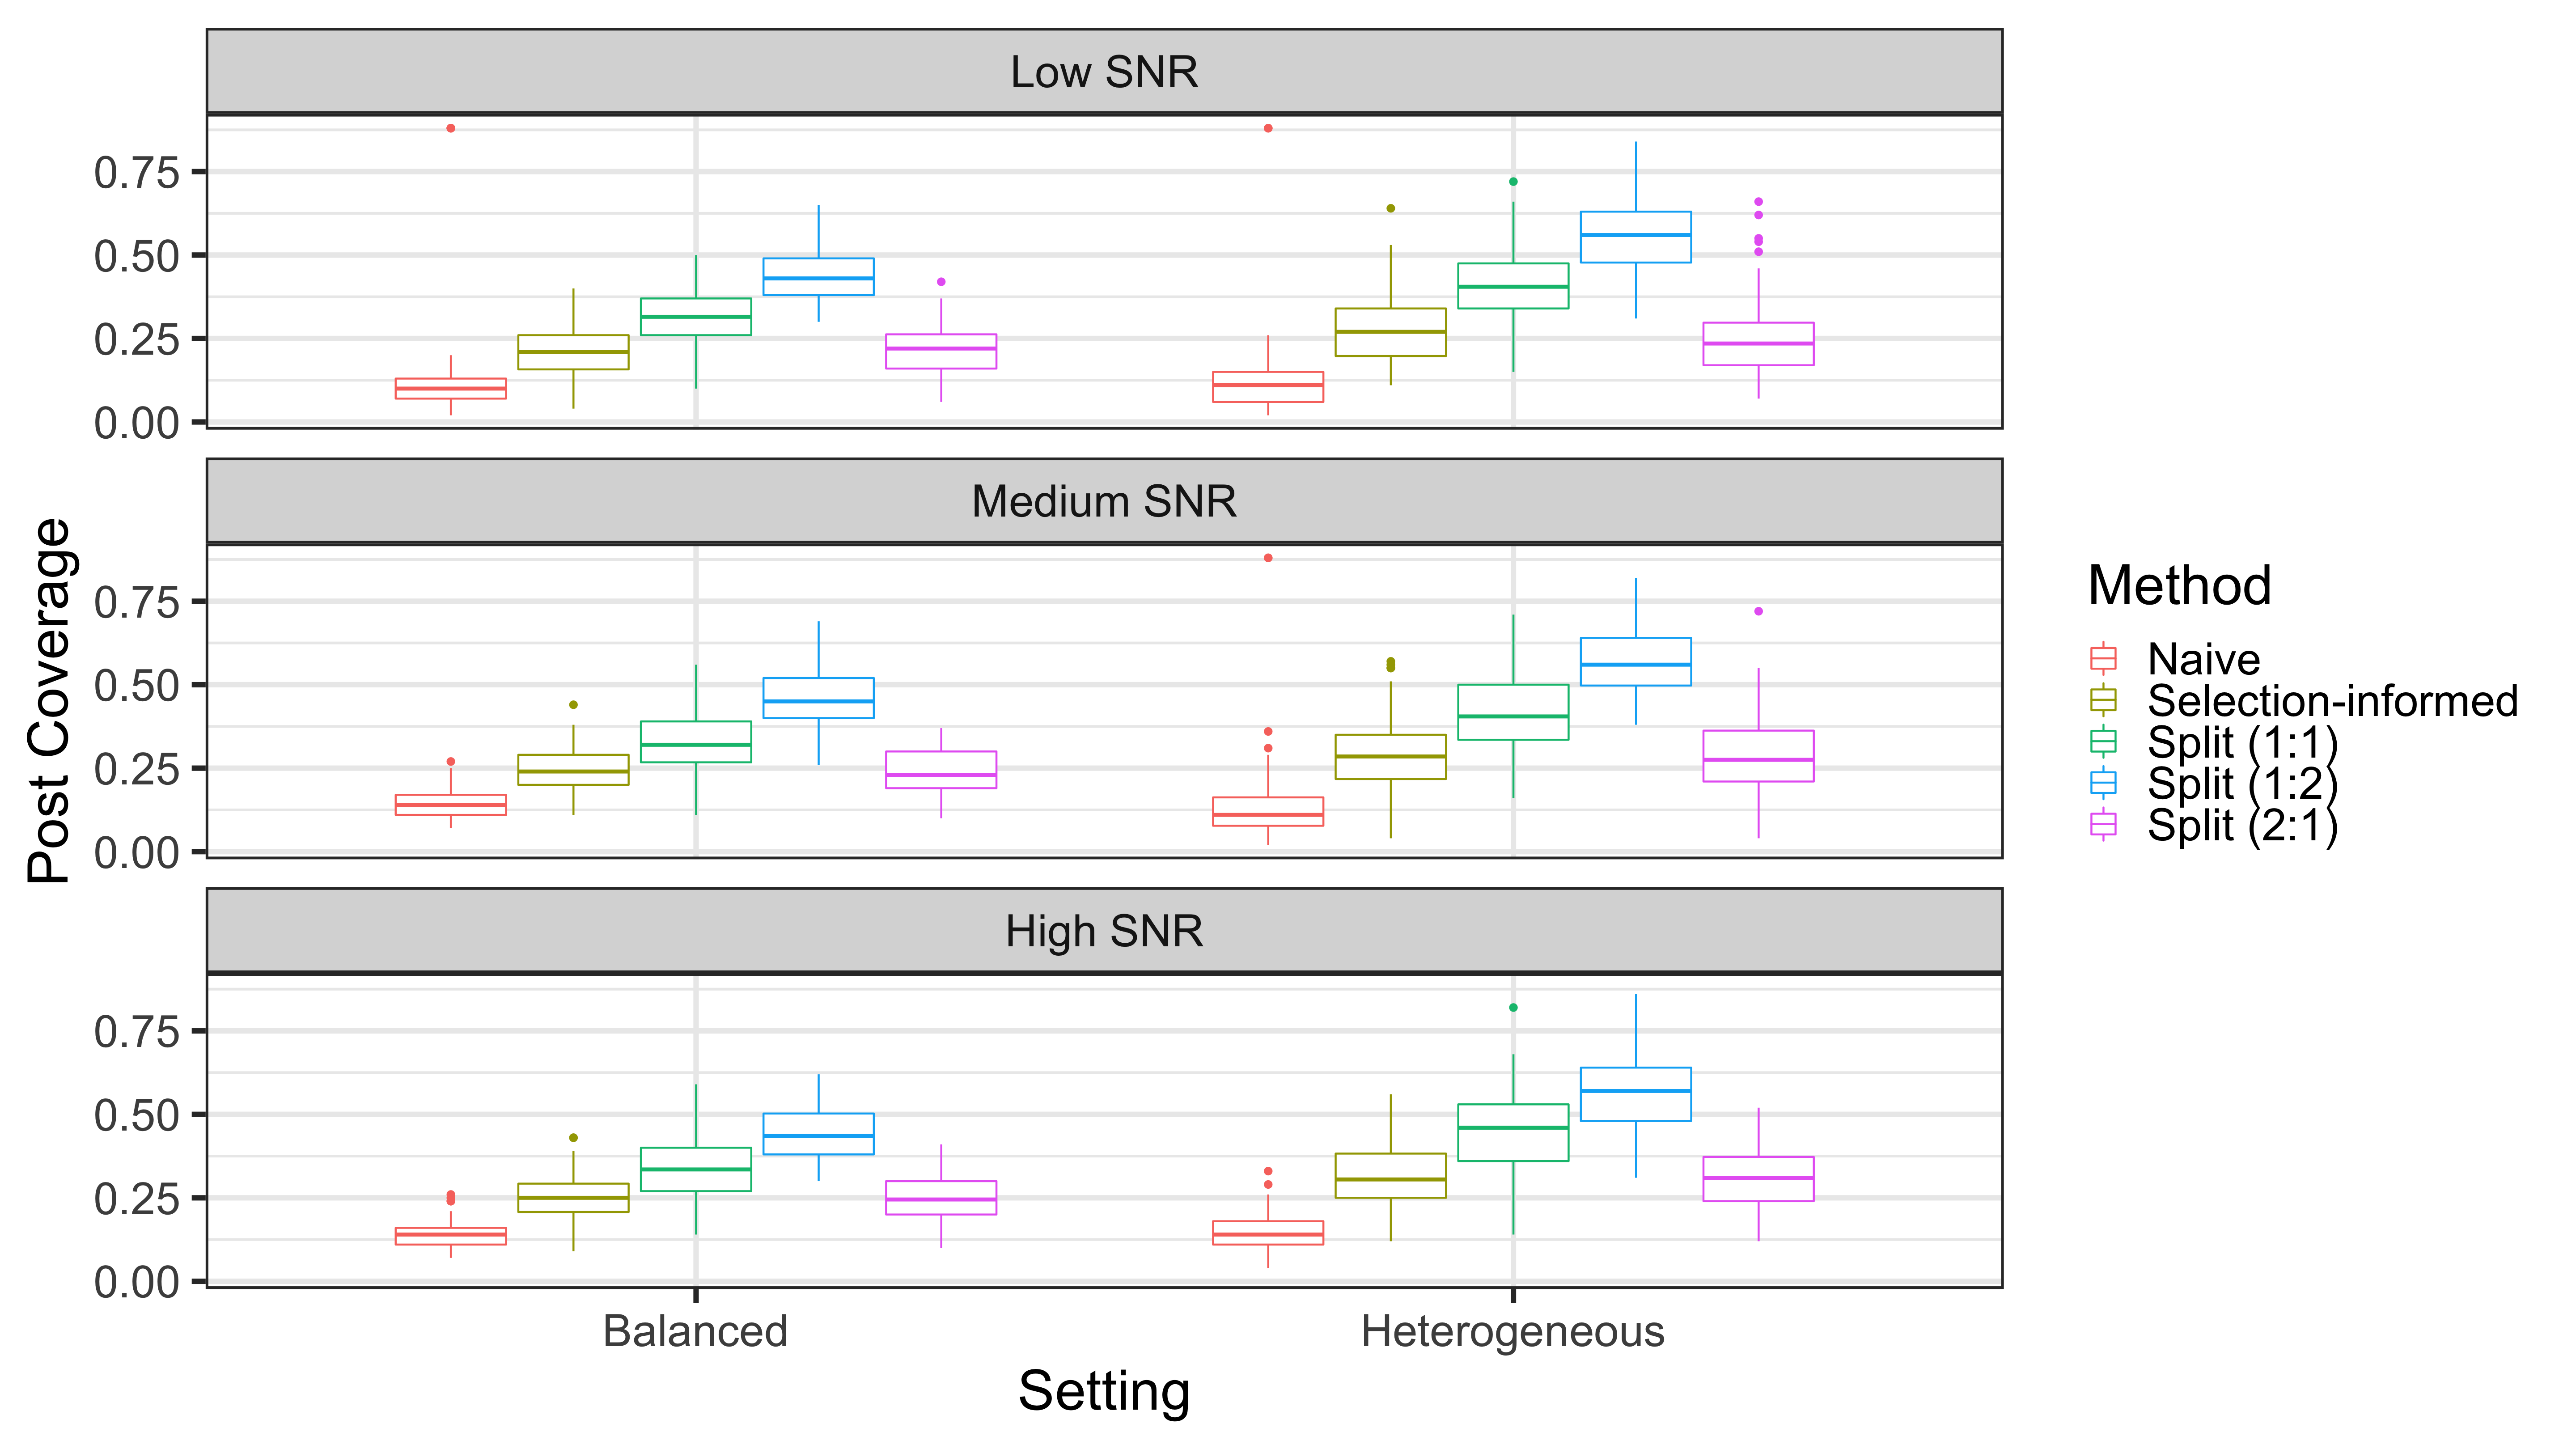 Low SNR
0.75
0.50
0.25
0.00
Medium SNR
0.75
0.50
0.25
0.00
High SNR
0.75
0.50
0.25
0.00
Post Coverage
Balanced
Heterogeneous
Setting
Method
Naive
Selection-informed
Split (1:1)
Split (1:2)
Split (2:1)